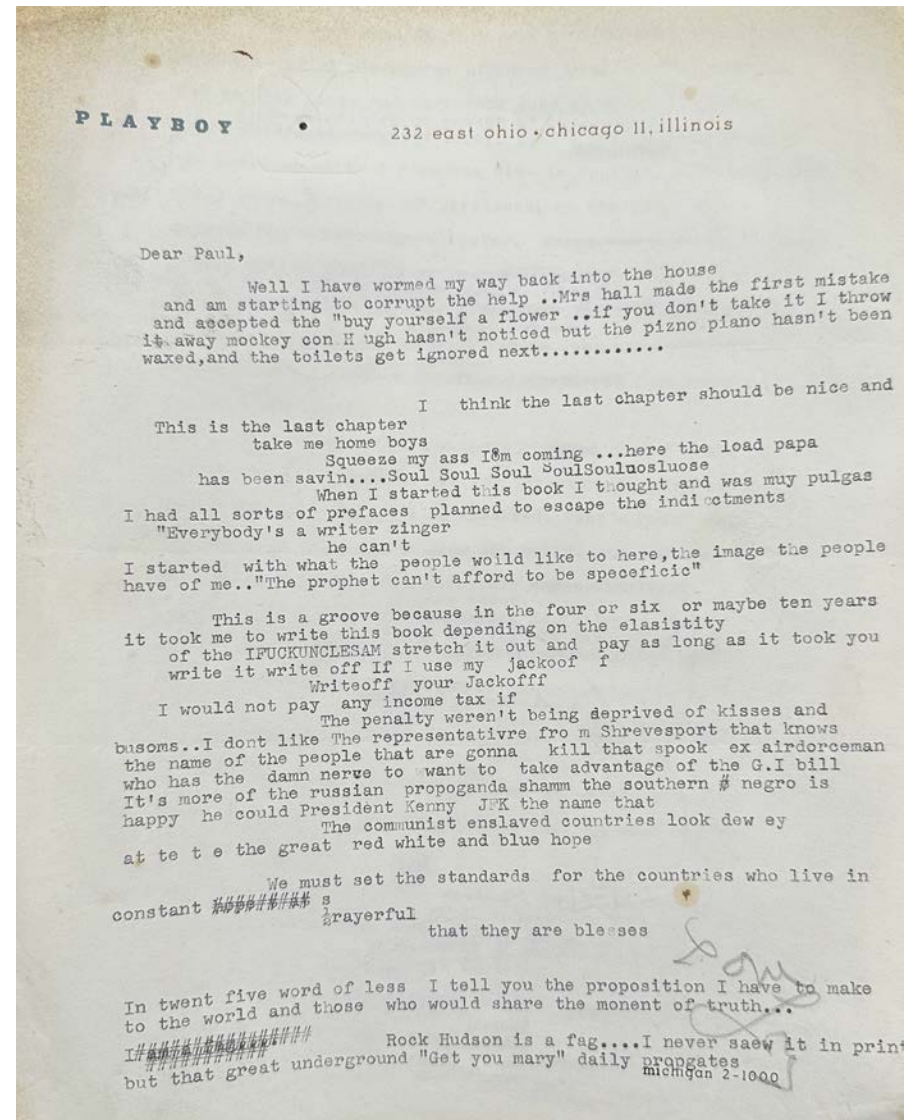 PLAYBOY • 232 east ohio • chicago 11, illinois
Dear Paul,
Well I have wormed my way back into the house
and am starting to corrupt the help ..Mrs hall made the first mistake
and accepted the "buy yourself a flower ..if you don't take it I throw
it away mockey con H ugh hasn't noticed but the pizno piano hasn't been
waxed,and the toilets get ignored next............
I think the last chapter should be nice and
This is the last chapter
take me home boys
Squeeze my ass I8m coming ...here the load papa
has been savin....Soul Soul Soul SoulSouluosluose
When I started this book I thought and was muy pulgas
I had all sorts of prefaces planned to escape the indictments
"Everybody's a writer zinger
he can't
I started with what the people woild like to here,the image the people
have of me.."The prophet can't afford to be speceficic"
This is a groove because in the four or six or maybe ten years
it took me to write this book depending on the elasistity
of the IFUCKUNCLESAM stretch it out and pay as long as it took you
write it write off If I use my jackoof f
Writeoff your Jackofff
I would not pay any income tax if
The penalty weren't being deprived of kisses and
busoms..I dont like The representativre fro m Shrevesport that knows
the name of the people that are gonna kill that spook ex airdorceman
who has the damn nerve to want to take advantage of the G.I bill
It's more of the russian propoganda shamm the southern # negro is
happy he could President Kenny JFK the name that
The communist enslaved countries look dew ey
at te t e the great red white and blue hope
We must set the standards for the countries who live in
constant s
½rayerful
that they are blesses
In twent five word of less I tell you the proposition I have to make
to the world and those who would share the monent of truth...
I Rock Hudson is a fag....I never saew it in print
but that great underground "Get you mary" daily propgates
michigan 2-1000